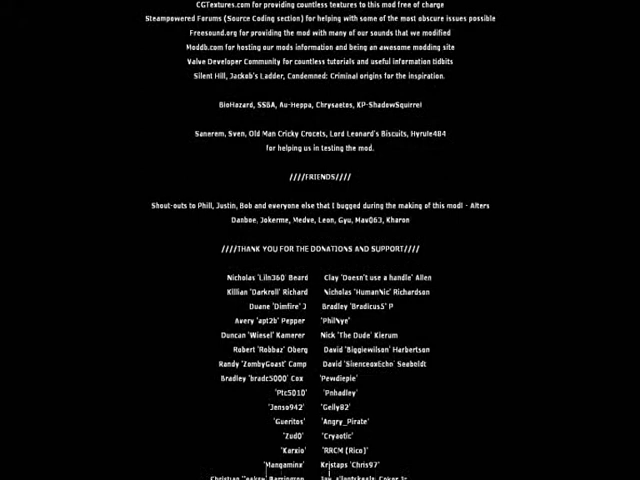 CGTextures.com for providing countless textures to this mod free of charge
Steampowered Forums (Source Coding section) for helping with some of the most obscure issues possible
Freesound.org for providing the mod with many of our sounds that we modified
Moddb.com for hosting our mods information and being an awesome modding site
Valve Developer Community for countless tutorials and useful information tidbits
Silent Hill, Jackob's Ladder, Condemned: Criminal origins for the inspiration.
BioHazard, SSBA, Au-Heppa, Chrysaetos, KP-ShadowSquirrel
Sanerem, Sven, Old Man Cricky Crocets, Lord Leonard's Biscuits, Hyrule484
for helping us in testing the mod.
////FRIENDS////
Shout-outs to Phill, Justin, Bob and everyone else that I bugged during the making of this mod! - Alters
Danboe, Jokerme, Medve, Leon, Gyu, Mav063, Kharon
////THANK YOU FOR THE DONATIONS AND SUPPORT////
Nicholas 'Liln360' Beard Clay 'Doesn't use a handle' Allen
Killian 'Darkroll' Richard Nicholas 'HumanNic' Richardson
Duane 'Dimfire' J Bradley 'Bradicus5' P
Avery 'apt2b' Pepper 'PhilNye'
Duncan 'Wiesel' Kamerer Nick 'The Dude' Klerum
Robert 'Robbaz' Oberg David 'Biggiewilson' Harbertson
Randy 'ZombyGoast' Camp David 'SilenceoxEcho' Seaboldt
Bradley 'bradc5000' Cox 'Pewdiepie'
'Ptc5010' 'Pnhadley'
'Jenso942' 'Gelly82'
'Gueritos' 'Angry_Pirate'
'Zud0' 'Cryaotic'
'Karxio' 'RRCM (Rico)'
'Mangaminx' Kristaps 'Chris97'
Christian Barrington